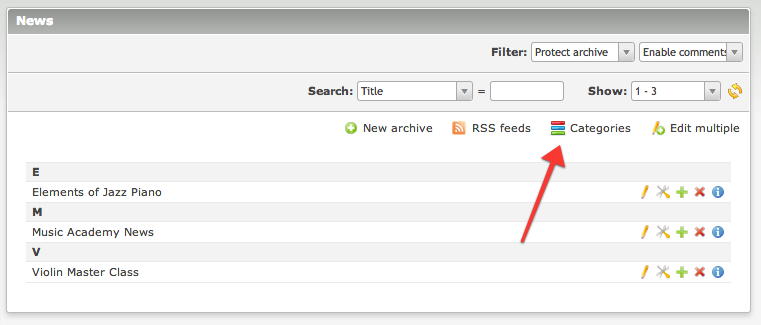 News
Filter: Protect archive Enable comments
Search: Title = Show: 1 - 3
New archive RSS feeds Categories Edit multiple
E
Elements of Jazz Piano
M
Music Academy News
V
Violin Master Class